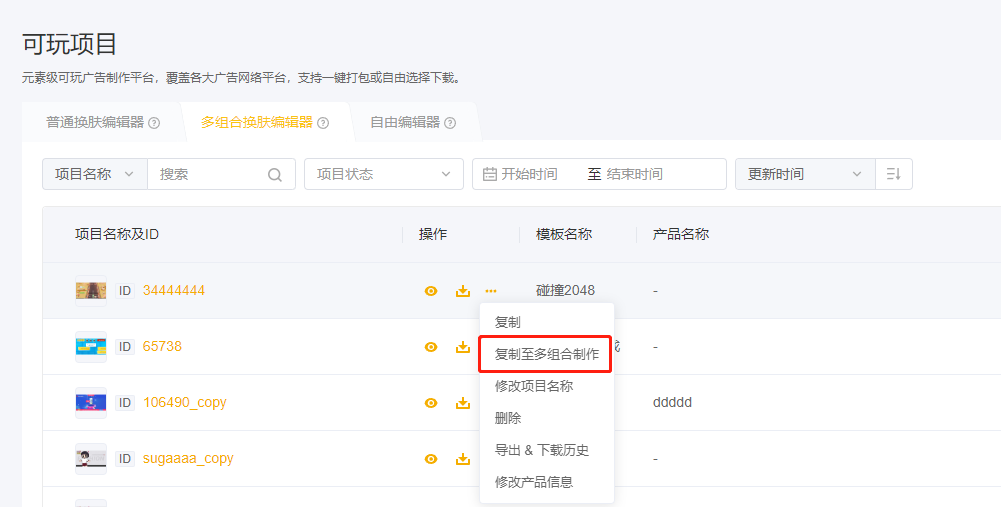 可玩项目
元素级可玩广告制作平台，覆盖各大广告网络平台，支持一键打包或自由选择下载。
普通换肤编辑器 多组合换肤编辑器 自由编辑器
项目名称 搜索 项目状态 开始时间 至 结束时间 更新时间
项目名称及ID 操作 模板名称 产品名称
ID 34444444 碰撞2048 -
复制
ID 65738 -
复制至多组合制作
修改项目名称
ID 106490_copy ddddd
删除
导出 & 下载历史
ID sugaaaa_copy -
修改产品信息